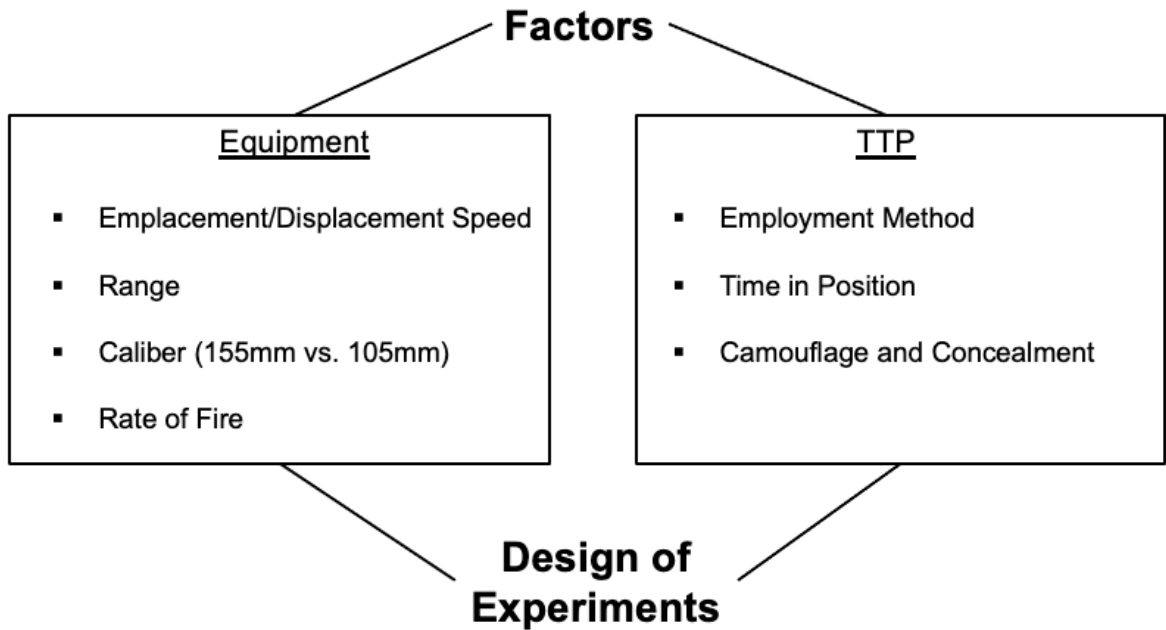 Factors
Equipment
▪ Emplacement/Displacement Speed
▪ Range
▪ Caliber (155mm vs. 105mm)
▪ Rate of Fire
TTP
▪ Employment Method
▪ Time in Position
▪ Camouflage and Concealment
Design of
Experiments